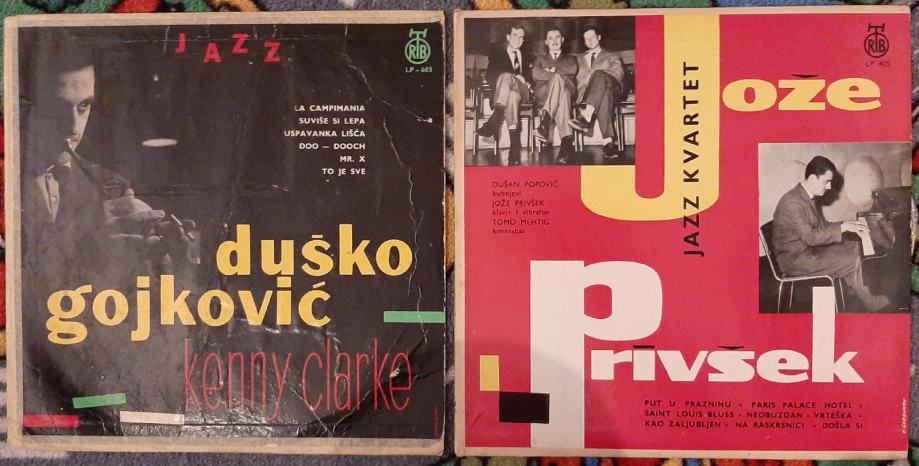 JAZZ
RTB
LP - 603
LA CAMPIMANIA
SUVIŠE SI LEPA
USPAVANKA LIŠĆA
DOO — DOOCH
MR. X
TO JE SVE
duško
gojković
kenny clarke
RTB
LP 405
Jože
JAZZ KVARTET
DUŠAN POPOVIĆ
bubnjevi
JOŽE PRIVŠEK
klavir i vibrafon
TOMO MEHTIG
kontrabas
privšek
PUT U PRAZNINU • PARIS PALACE HOTEL •
SAINT LOUIS BLUES • NEOBUZDAN • VRTEŠKA •
KAO ZALJUBLJEN • NA RASKRSNICI • DOŠLA SI